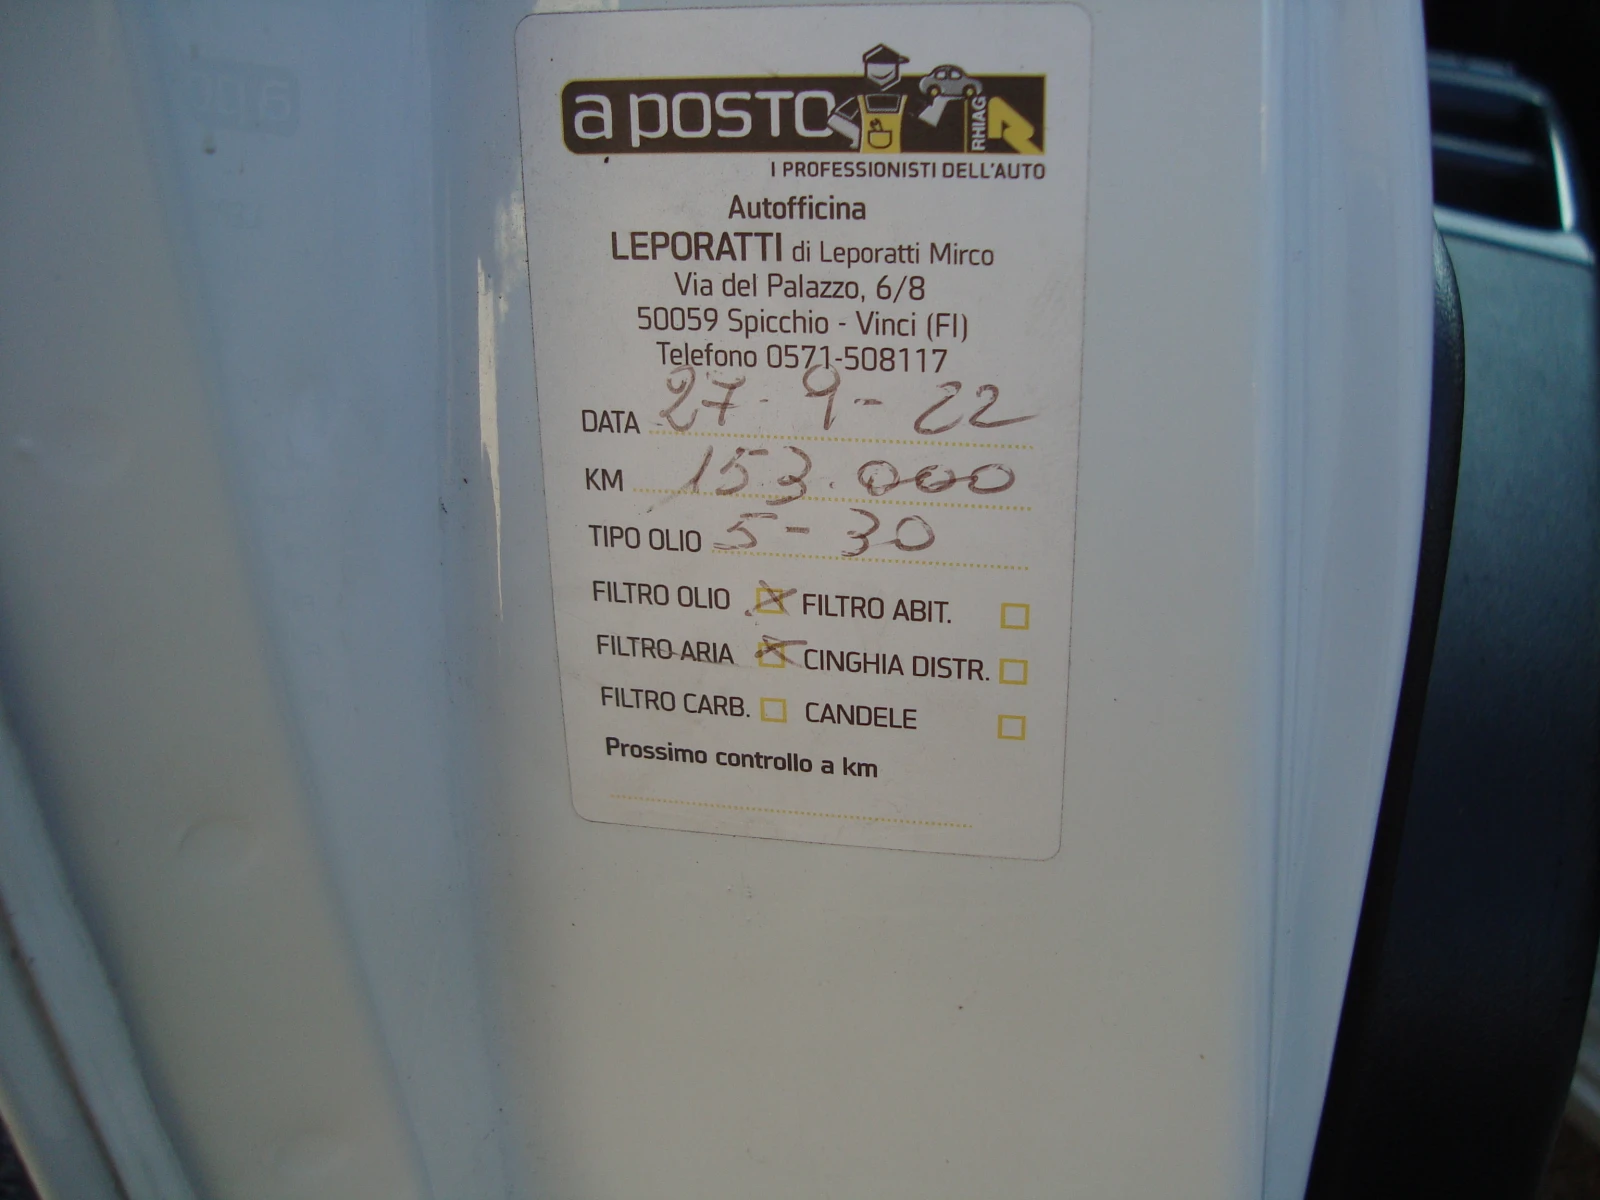 a posto
RHIAG
I PROFESSIONISTI DELL'AUTO
Autofficina
LEPORATTI di Leporatti Mirco
Via del Palazzo, 6/8
50059 Spicchio - Vinci (FI)
Telefono 0571-508117
DATA 27-9-22
KM 153.000
TIPO OLIO 5-30
FILTRO OLIO FILTRO ABIT.
FILTRO ARIA CINGHIA DISTR.
FILTRO CARB. CANDELE
Prossimo controllo a km